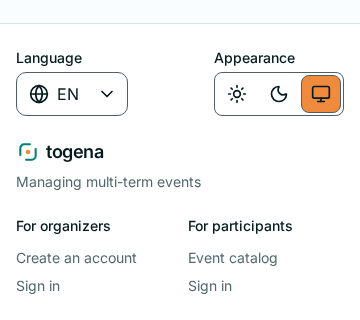 Language
Appearance
EN
togena
Managing multi-term events
For organizers
For participants
Create an account
Event catalog
Sign in
Sign in